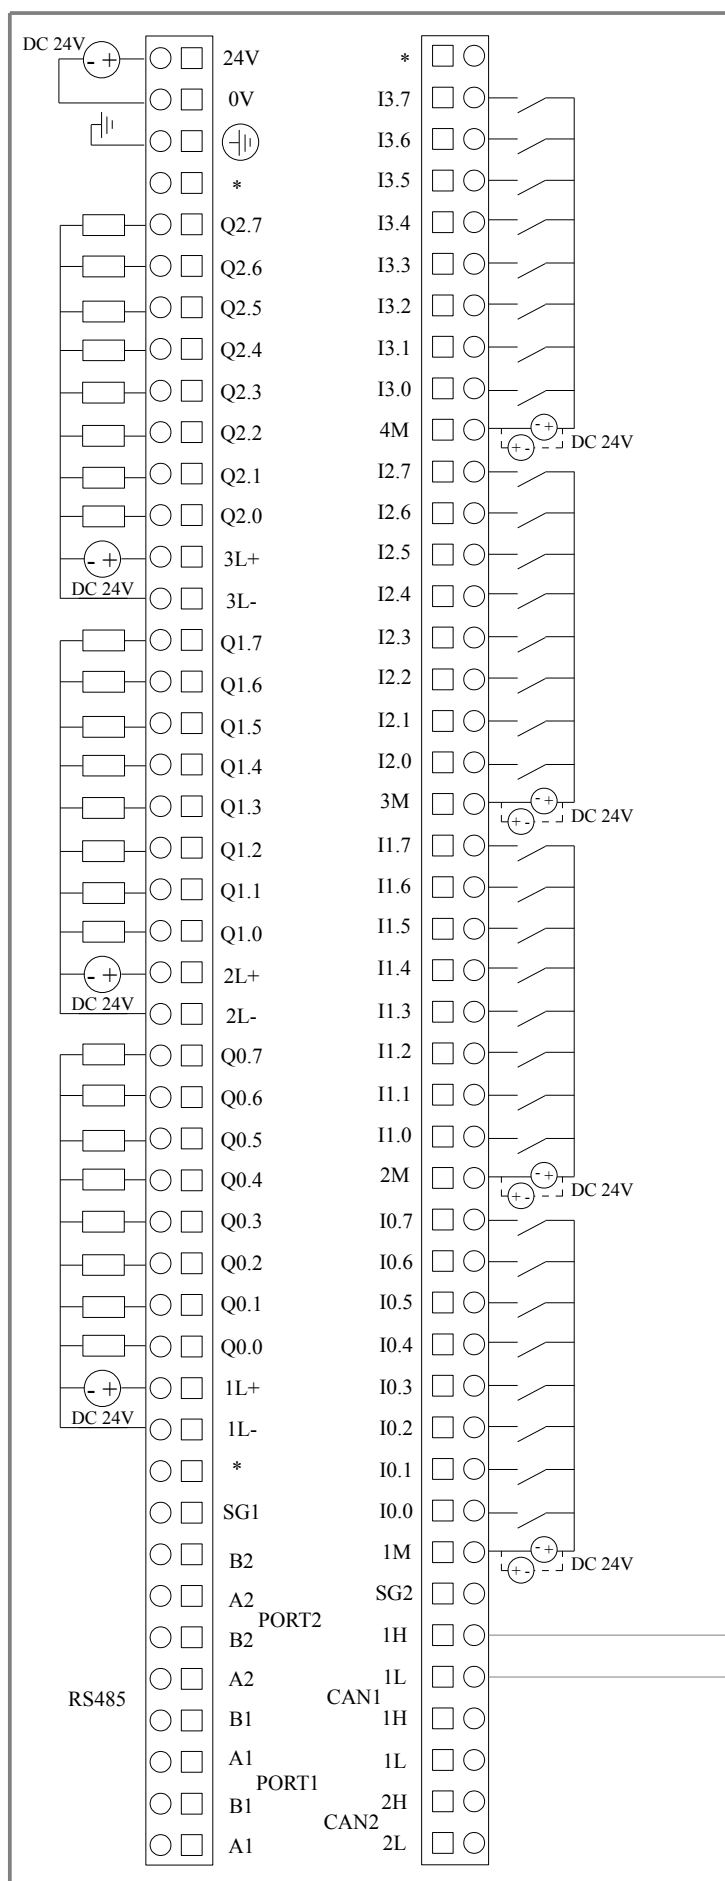 DC 24V
- +
24V
0V
*
Q2.7
Q2.6
Q2.5
Q2.4
Q2.3
Q2.2
Q2.1
Q2.0
- +
3L+
DC 24V
3L-
Q1.7
Q1.6
Q1.5
Q1.4
Q1.3
Q1.2
Q1.1
Q1.0
- +
2L+
DC 24V
2L-
Q0.7
Q0.6
Q0.5
Q0.4
Q0.3
Q0.2
Q0.1
Q0.0
- +
1L+
DC 24V
1L-
*
SG1
B2
A2
PORT2
B2
A2
RS485
B1
A1
PORT1
B1
A1
*
I3.7
I3.6
I3.5
I3.4
I3.3
I3.2
I3.1
I3.0
4M
- +
+ -
DC 24V
I2.7
I2.6
I2.5
I2.4
I2.3
I2.2
I2.1
I2.0
3M
- +
+ -
DC 24V
I1.7
I1.6
I1.5
I1.4
I1.3
I1.2
I1.1
I1.0
2M
- +
+ -
DC 24V
I0.7
I0.6
I0.5
I0.4
I0.3
I0.2
I0.1
I0.0
1M
- +
+ -
DC 24V
SG2
1H
1L
CAN1
1H
1L
2H
CAN2
2L